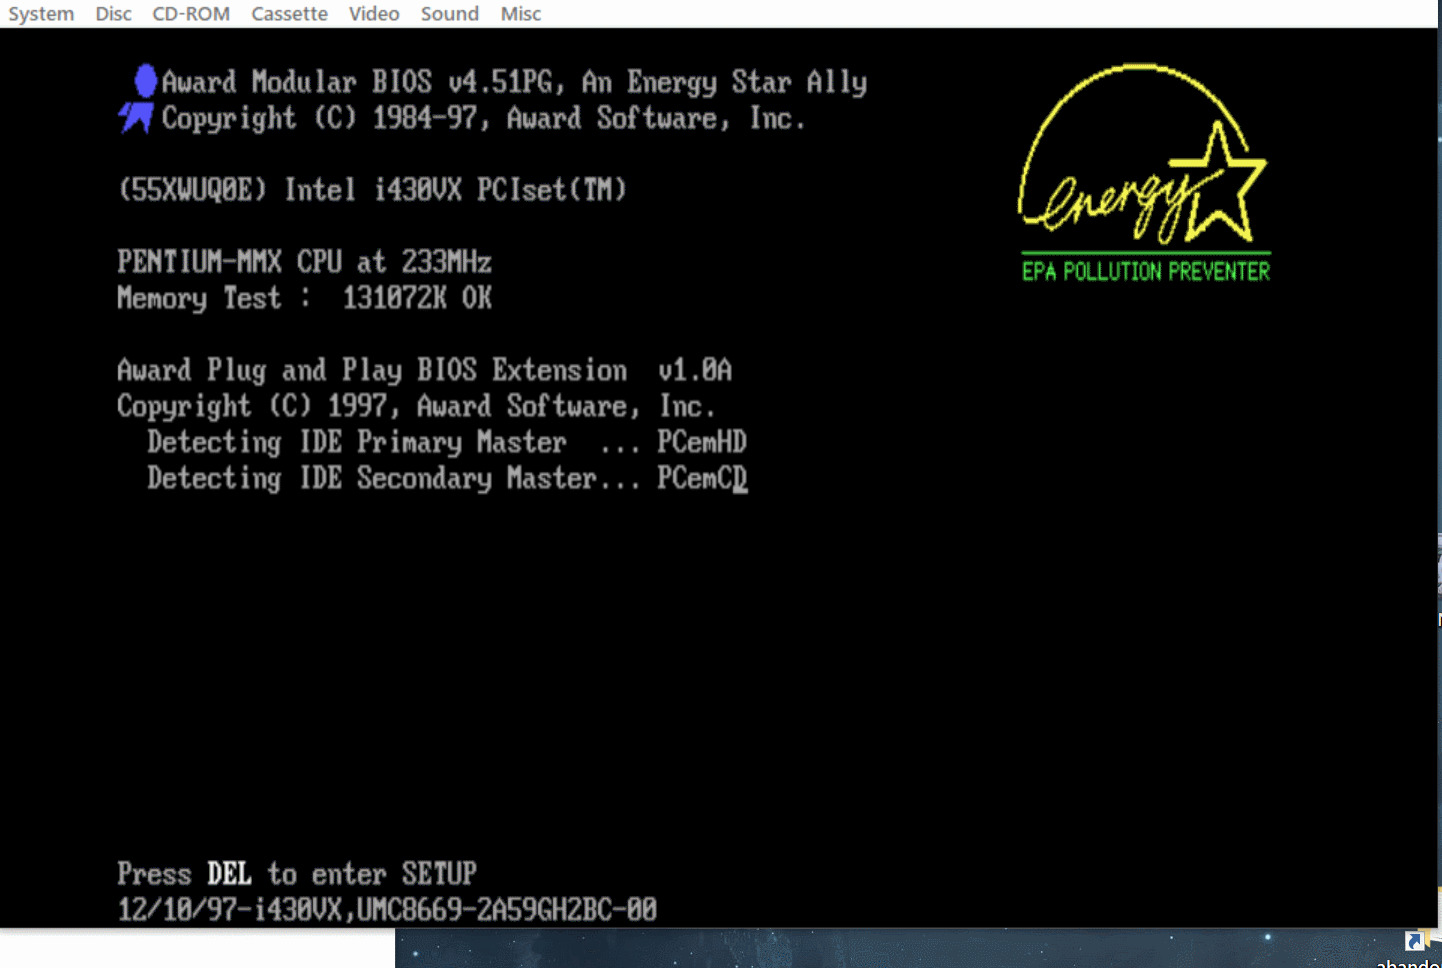 System Disc CD-ROM Cassette Video Sound Misc
Award Modular BIOS v4.51PG, An Energy Star Ally
Copyright (C) 1984-97, Award Software, Inc.
(55XWUQ0E) Intel i430VX PCIset(TM)
energy
EPA POLLUTION PREVENTER
PENTIUM-MMX CPU at 233MHz
Memory Test : 131072K OK
Award Plug and Play BIOS Extension v1.0A
Copyright (C) 1997, Award Software, Inc.
Detecting IDE Primary Master ... PCemHD
Detecting IDE Secondary Master... PCemCD
Press DEL to enter SETUP
12/10/97-i430VX,UMC8669-2A59GH2BC-00